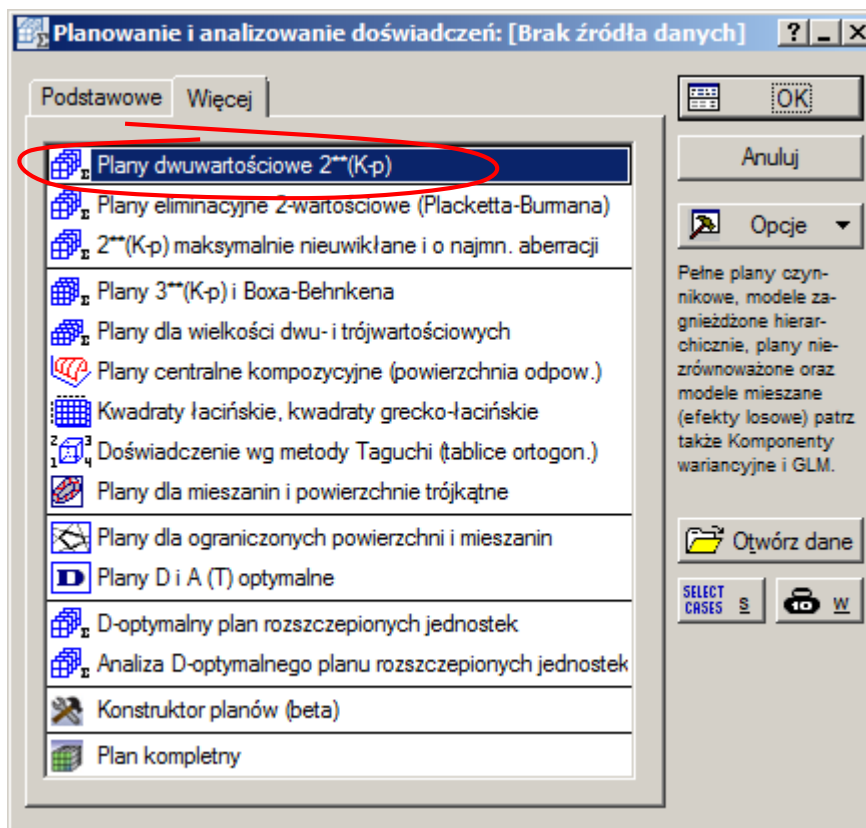 Planowanie i analizowanie doświadczeń: [Brak źródła danych]
Podstawowe
Więcej
Plany dwuwartościowe 2**(K-p)
Plany eliminacyjne 2-wartościowe (Placketta-Burmana)
2**(K-p) maksymalnie nieuwikłane i o najmn. aberracji
Plany 3**(K-p) i Boxa-Behnkena
Plany dla wielkości dwu- i trójwartościowych
Plany centralne kompozycyjne (powierzchnia odpow.)
Kwadraty łacińskie, kwadraty grecko-łacińskie
Doświadczenie wg metody Taguchi (tablice ortogon.)
Plany dla mieszanin i powierzchnie trójkątne
Plany dla ograniczonych powierzchni i mieszanin
Plany D i A (T) optymalne
D-optymalny plan rozszczepionych jednostek
Analiza D-optymalnego planu rozszczepionych jednostek
Konstruktor planów (beta)
Plan kompletny
OK
Anuluj
Opcje
Pełne plany czyn-
nikowe, modele za-
gnieżdżone hierar-
chicznie, plany nie-
zrównoważone oraz
modele mieszane
(efekty losowe) patrz
także Komponenty
wariancyjne i GLM.
Otwórz dane
SELECT
CASES
S
W